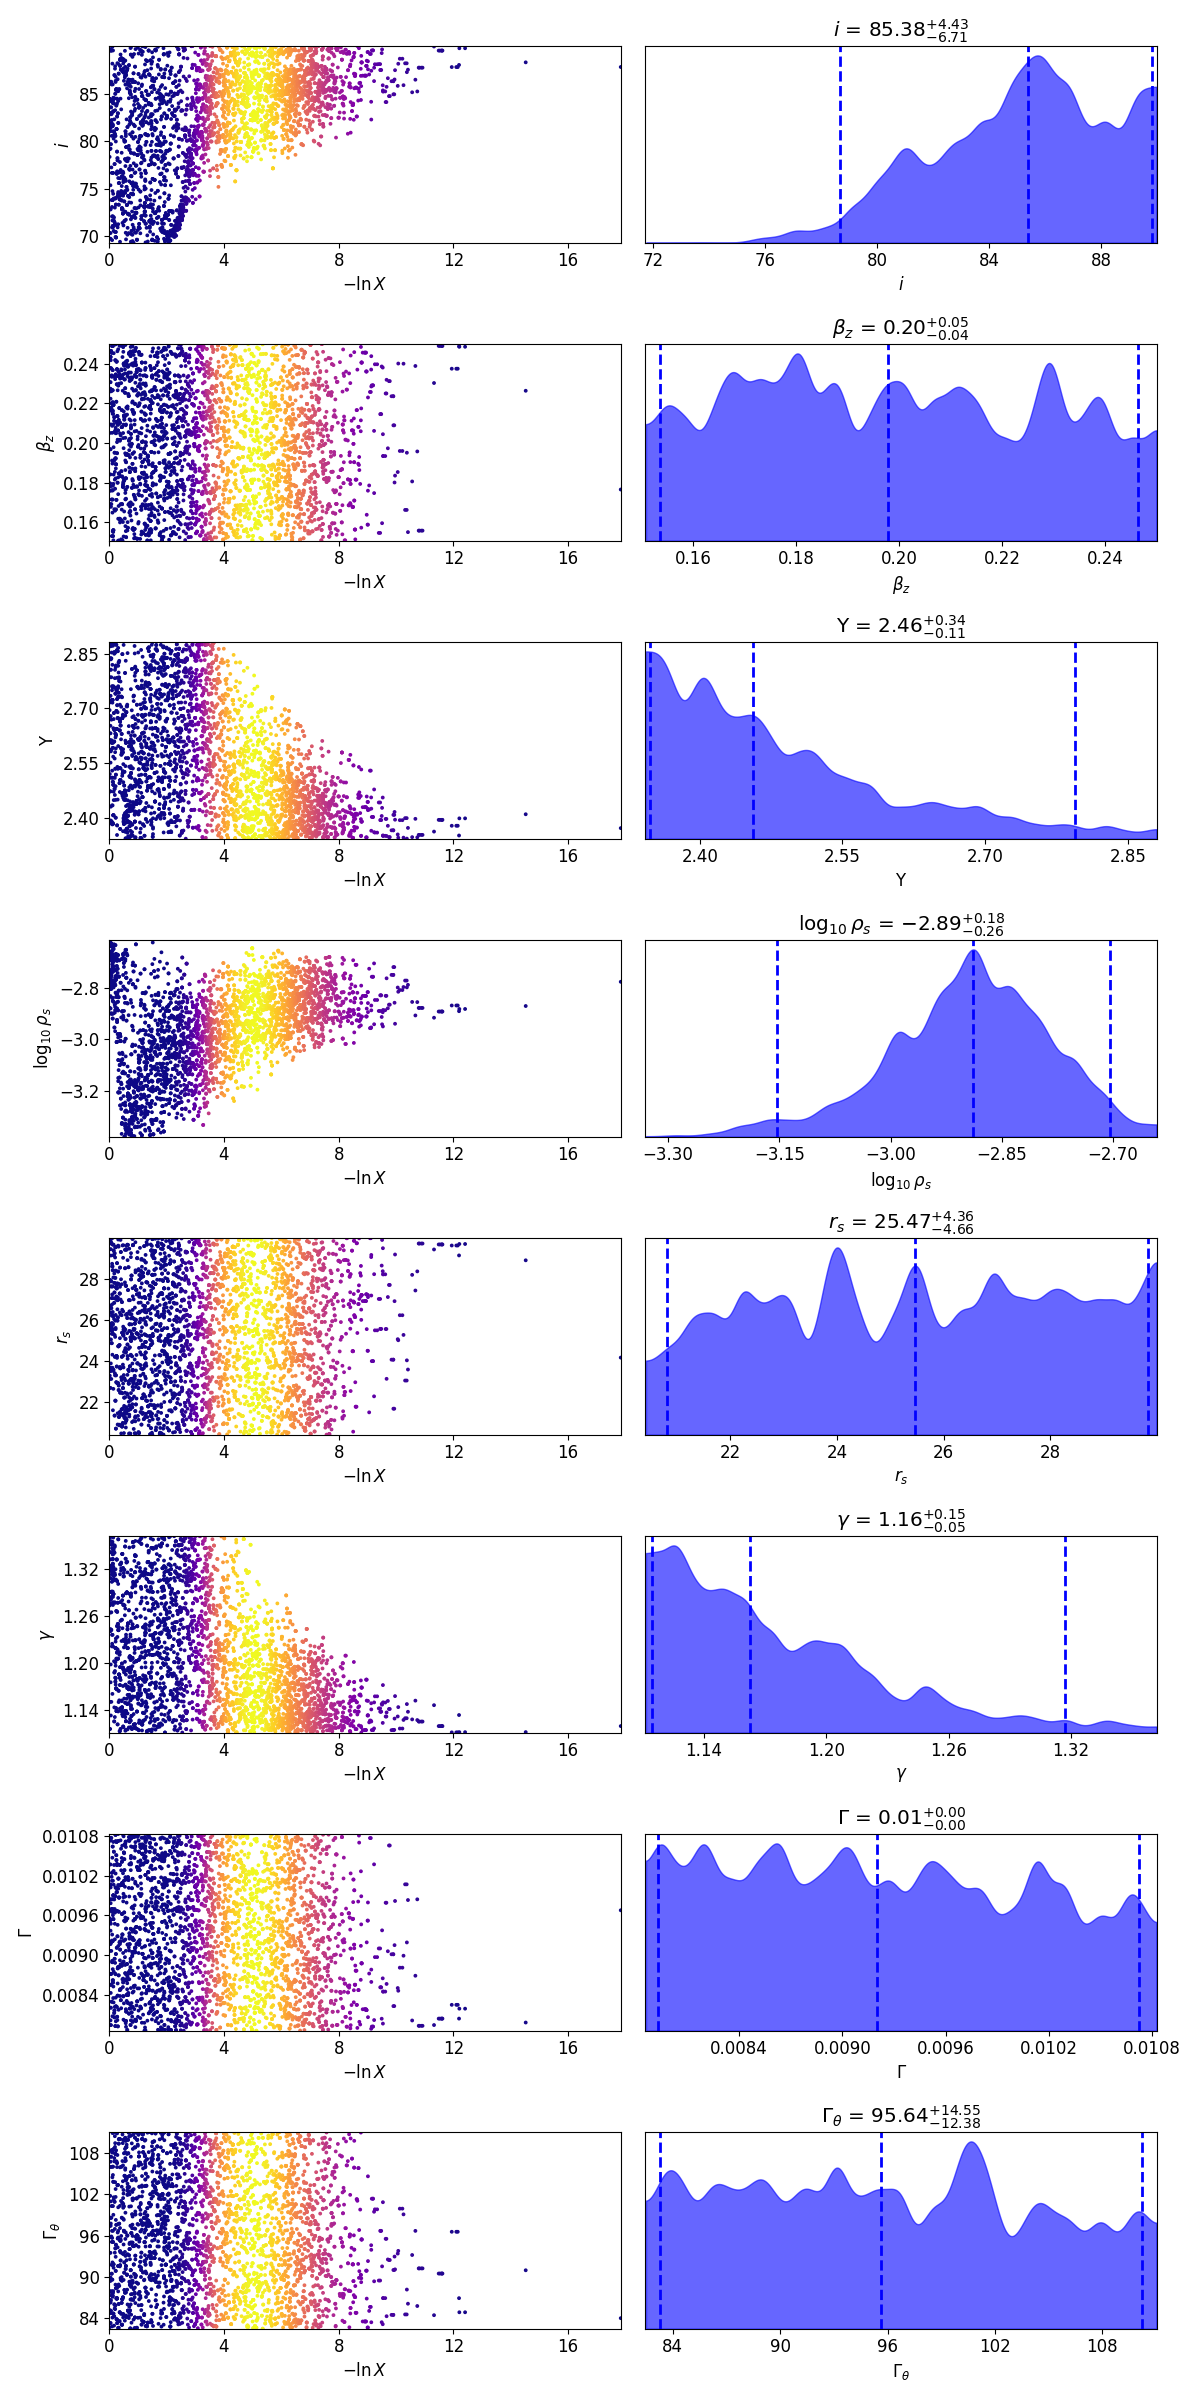 i = 85.38+4.43 −6.71
85
80
75
70
i
0 4 8 12 16
72 76 80 84 88
−ln X
i
βz = 0.20+0.05 −0.04
0.24
0.22
0.20
0.18
0.16
βz
0 4 8 12 16
0.16 0.18 0.20 0.22 0.24
−ln X
βz
Υ = 2.46+0.34 −0.11
2.85
2.70
2.55
2.40
Υ
0 4 8 12 16
2.40 2.55 2.70 2.85
−ln X
Υ
log10 ρs = −2.89+0.18 −0.26
−2.8
−3.0
−3.2
log10 ρs
0 4 8 12 16
−3.30 −3.15 −3.00 −2.85 −2.70
−ln X
log10 ρs
rs = 25.47+4.36 −4.66
28
26
24
22
rs
0 4 8 12 16
22 24 26 28
−ln X
rs
γ = 1.16+0.15 −0.05
1.32
1.26
1.20
1.14
γ
0 4 8 12 16
1.14 1.20 1.26 1.32
−ln X
γ
Γ = 0.01+0.00 −0.00
0.0108
0.0102
0.0096
0.0090
0.0084
Γ
0 4 8 12 16
0.0084 0.0090 0.0096 0.0102 0.0108
−ln X
Γ
Γθ = 95.64+14.55 −12.38
108
102
96
90
84
Γθ
0 4 8 12 16
84 90 96 102 108
−ln X
Γθ